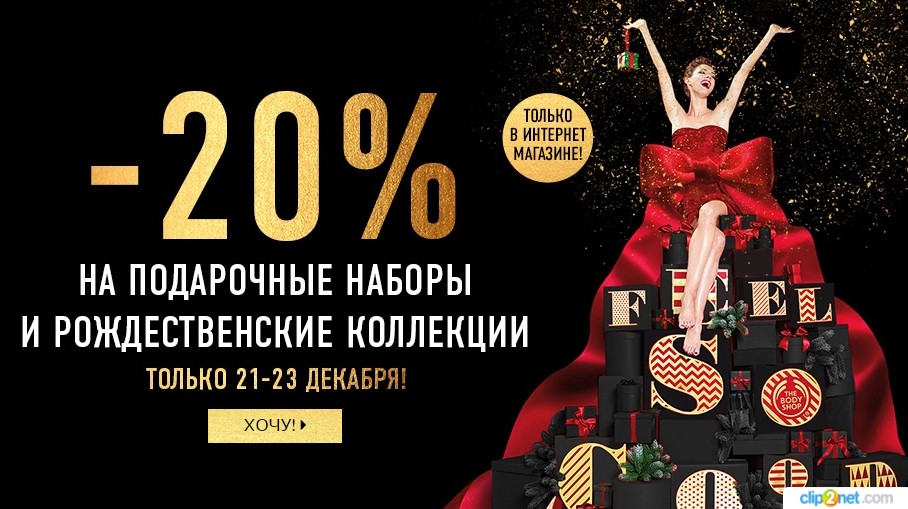 -20%
НА ПОДАРОЧНЫЕ НАБОРЫ
И РОЖДЕСТВЕНСКИЕ КОЛЛЕКЦИИ
ТОЛЬКО 21-23 ДЕКАБРЯ!
ХОЧУ!
ТОЛЬКО
В ИНТЕРНЕТ
МАГАЗИНЕ!
FEEL
SO
THE
BODY
SHOP
GOOD
clip2net.com